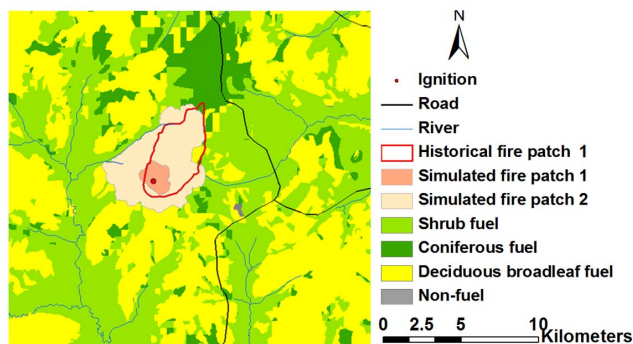 N
Ignition
Road
River
Historical fire patch 1
Simulated fire patch 1
Simulated fire patch 2
Shrub fuel
Coniferous fuel
Deciduous broadleaf fuel
Non-fuel
0 2.5 5 10
Kilometers